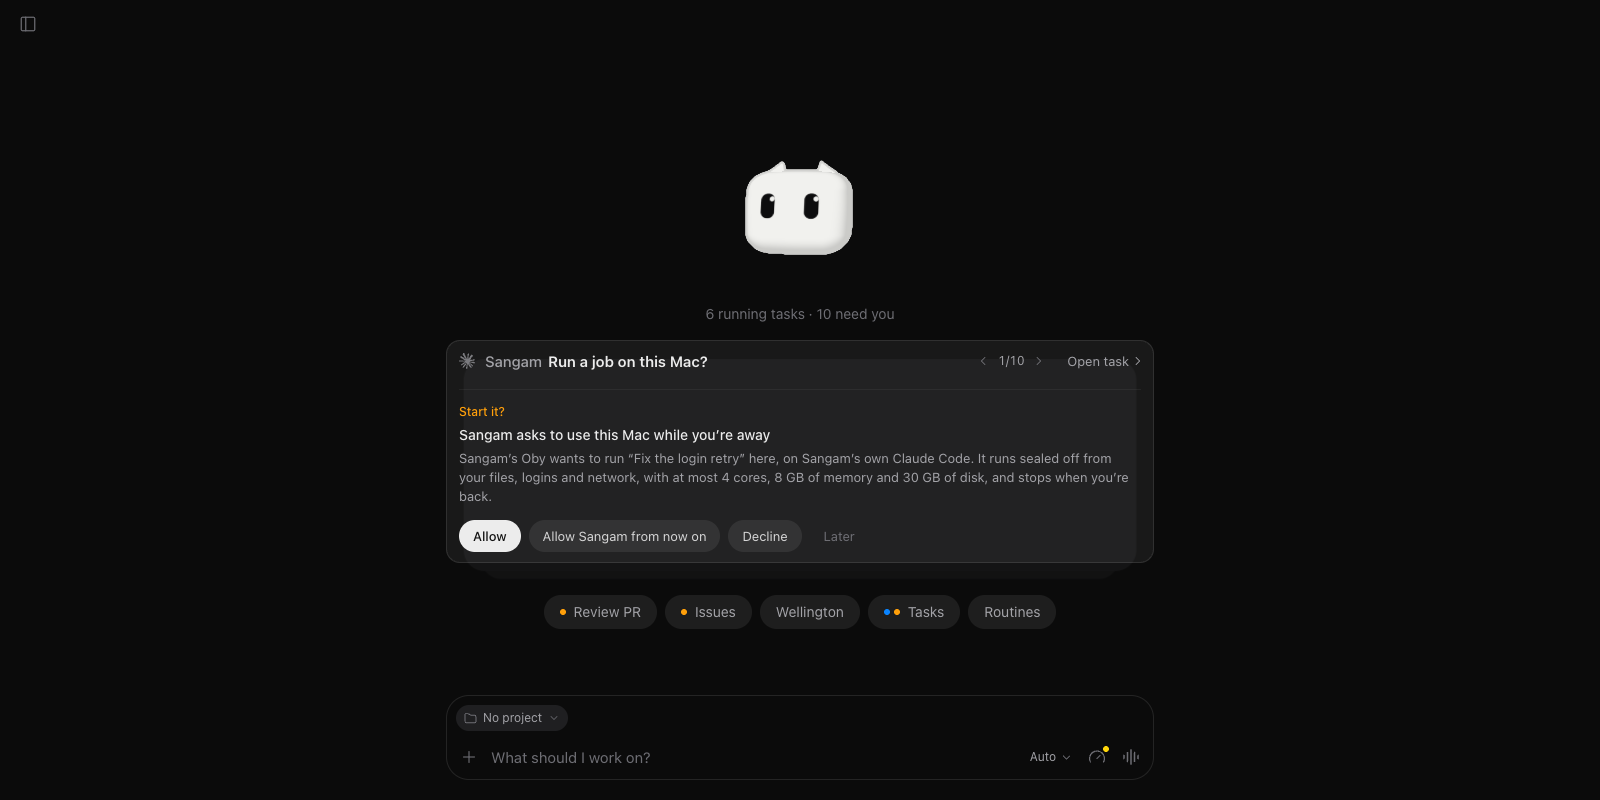 6 running tasks · 10 need you
Sangam Run a job on this Mac? 1/10 Open task
Start it?
Sangam asks to use this Mac while you’re away
Sangam’s Oby wants to run “Fix the login retry” here, on Sangam’s own Claude Code. It runs sealed off from
your files, logins and network, with at most 4 cores, 8 GB of memory and 30 GB of disk, and stops when you’re
back.
Allow Allow Sangam from now on Decline Later
Review PR Issues Wellington Tasks Routines
No project
What should I work on? Auto